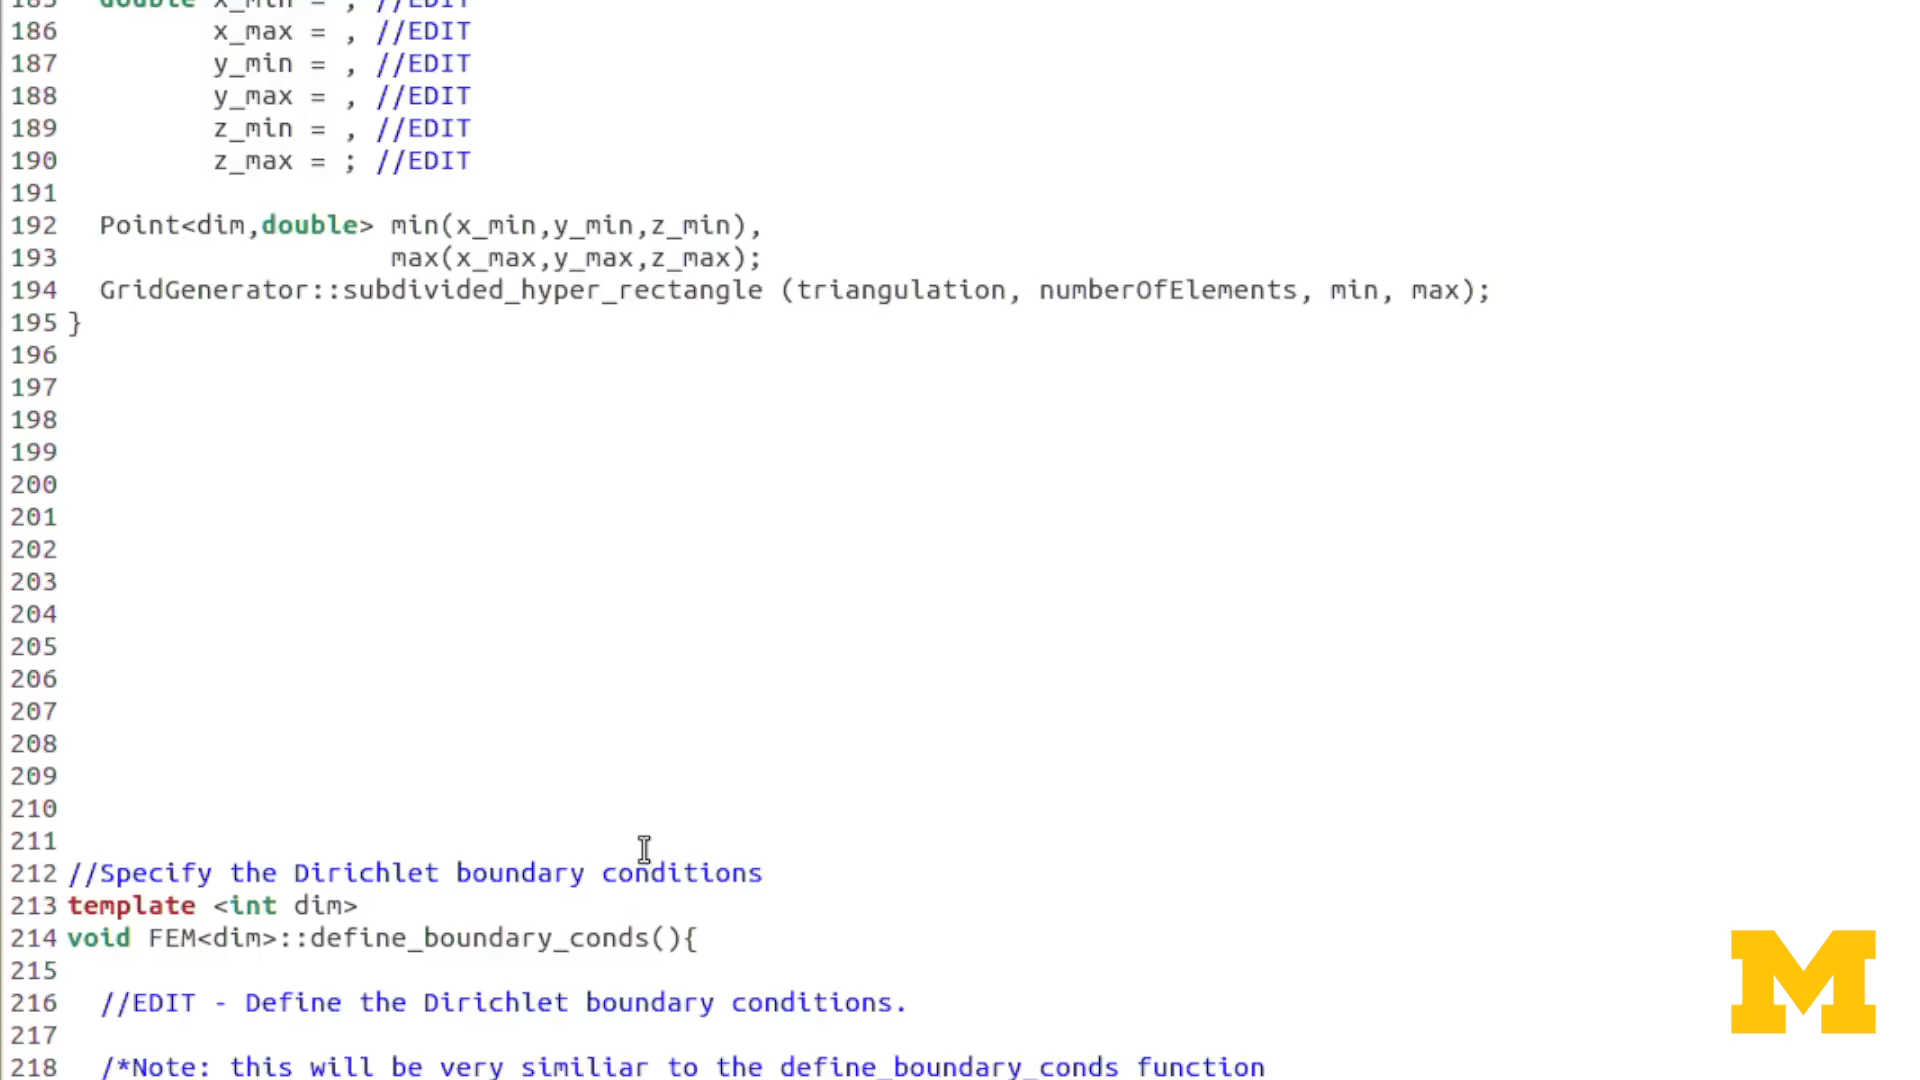 185   double x_min = , //EDIT
186          x_max = , //EDIT
187          y_min = , //EDIT
188          y_max = , //EDIT
189          z_min = , //EDIT
190          z_max = ; //EDIT
191
192   Point<dim,double> min(x_min,y_min,z_min),
193                     max(x_max,y_max,z_max);
194   GridGenerator::subdivided_hyper_rectangle (triangulation, numberOfElements, min, max);
195 }
196
197
198
199
200
201
202
203
204
205
206
207
208
209
210
211
212 //Specify the Dirichlet boundary conditions
213 template <int dim>
214 void FEM<dim>::define_boundary_conds(){
215
216   //EDIT - Define the Dirichlet boundary conditions.
217
218   /*Note: this will be very similiar to the define_boundary_conds function
M